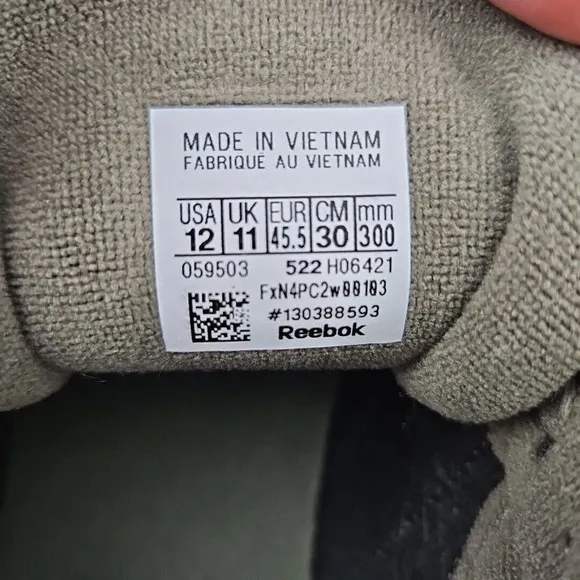 MADE IN VIETNAM
FABRIQUÉ AU VIETNAM
USA UK EUR CM mm
12 11 45.5 30 300
059503 522 H06421
FxN4PC2w00103
#130388593
Reebok